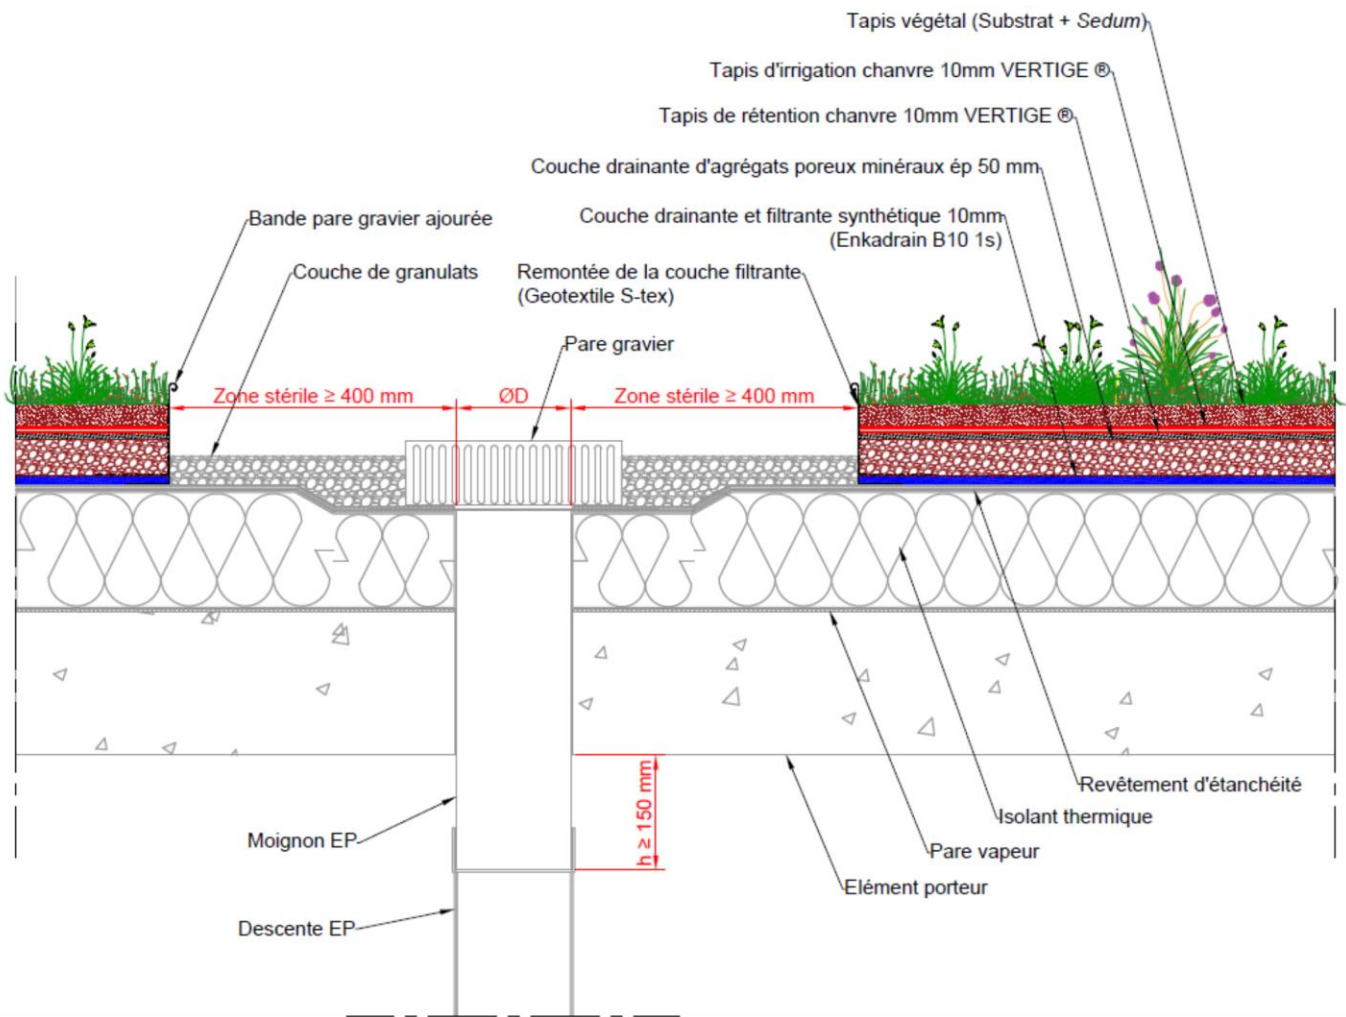 Tapis végétal (Substrat + Sedum)
Tapis d'irrigation chanvre 10mm VERTIGE ®
Tapis de rétention chanvre 10mm VERTIGE ®
Couche drainante d'agrégats poreux minéraux ép 50 mm
Bande pare gravier ajourée
Couche drainante et filtrante synthétique 10mm
(Enkadrain B10 1s)
Couche de granulats
Remontée de la couche filtrante
(Geotextile S-tex)
Pare gravier
Zone stérile ≥ 400 mm
ØD
Zone stérile ≥ 400 mm
h ≥ 150 mm
Revêtement d'étanchéité
Isolant thermique
Moignon EP
Pare vapeur
Elément porteur
Descente EP